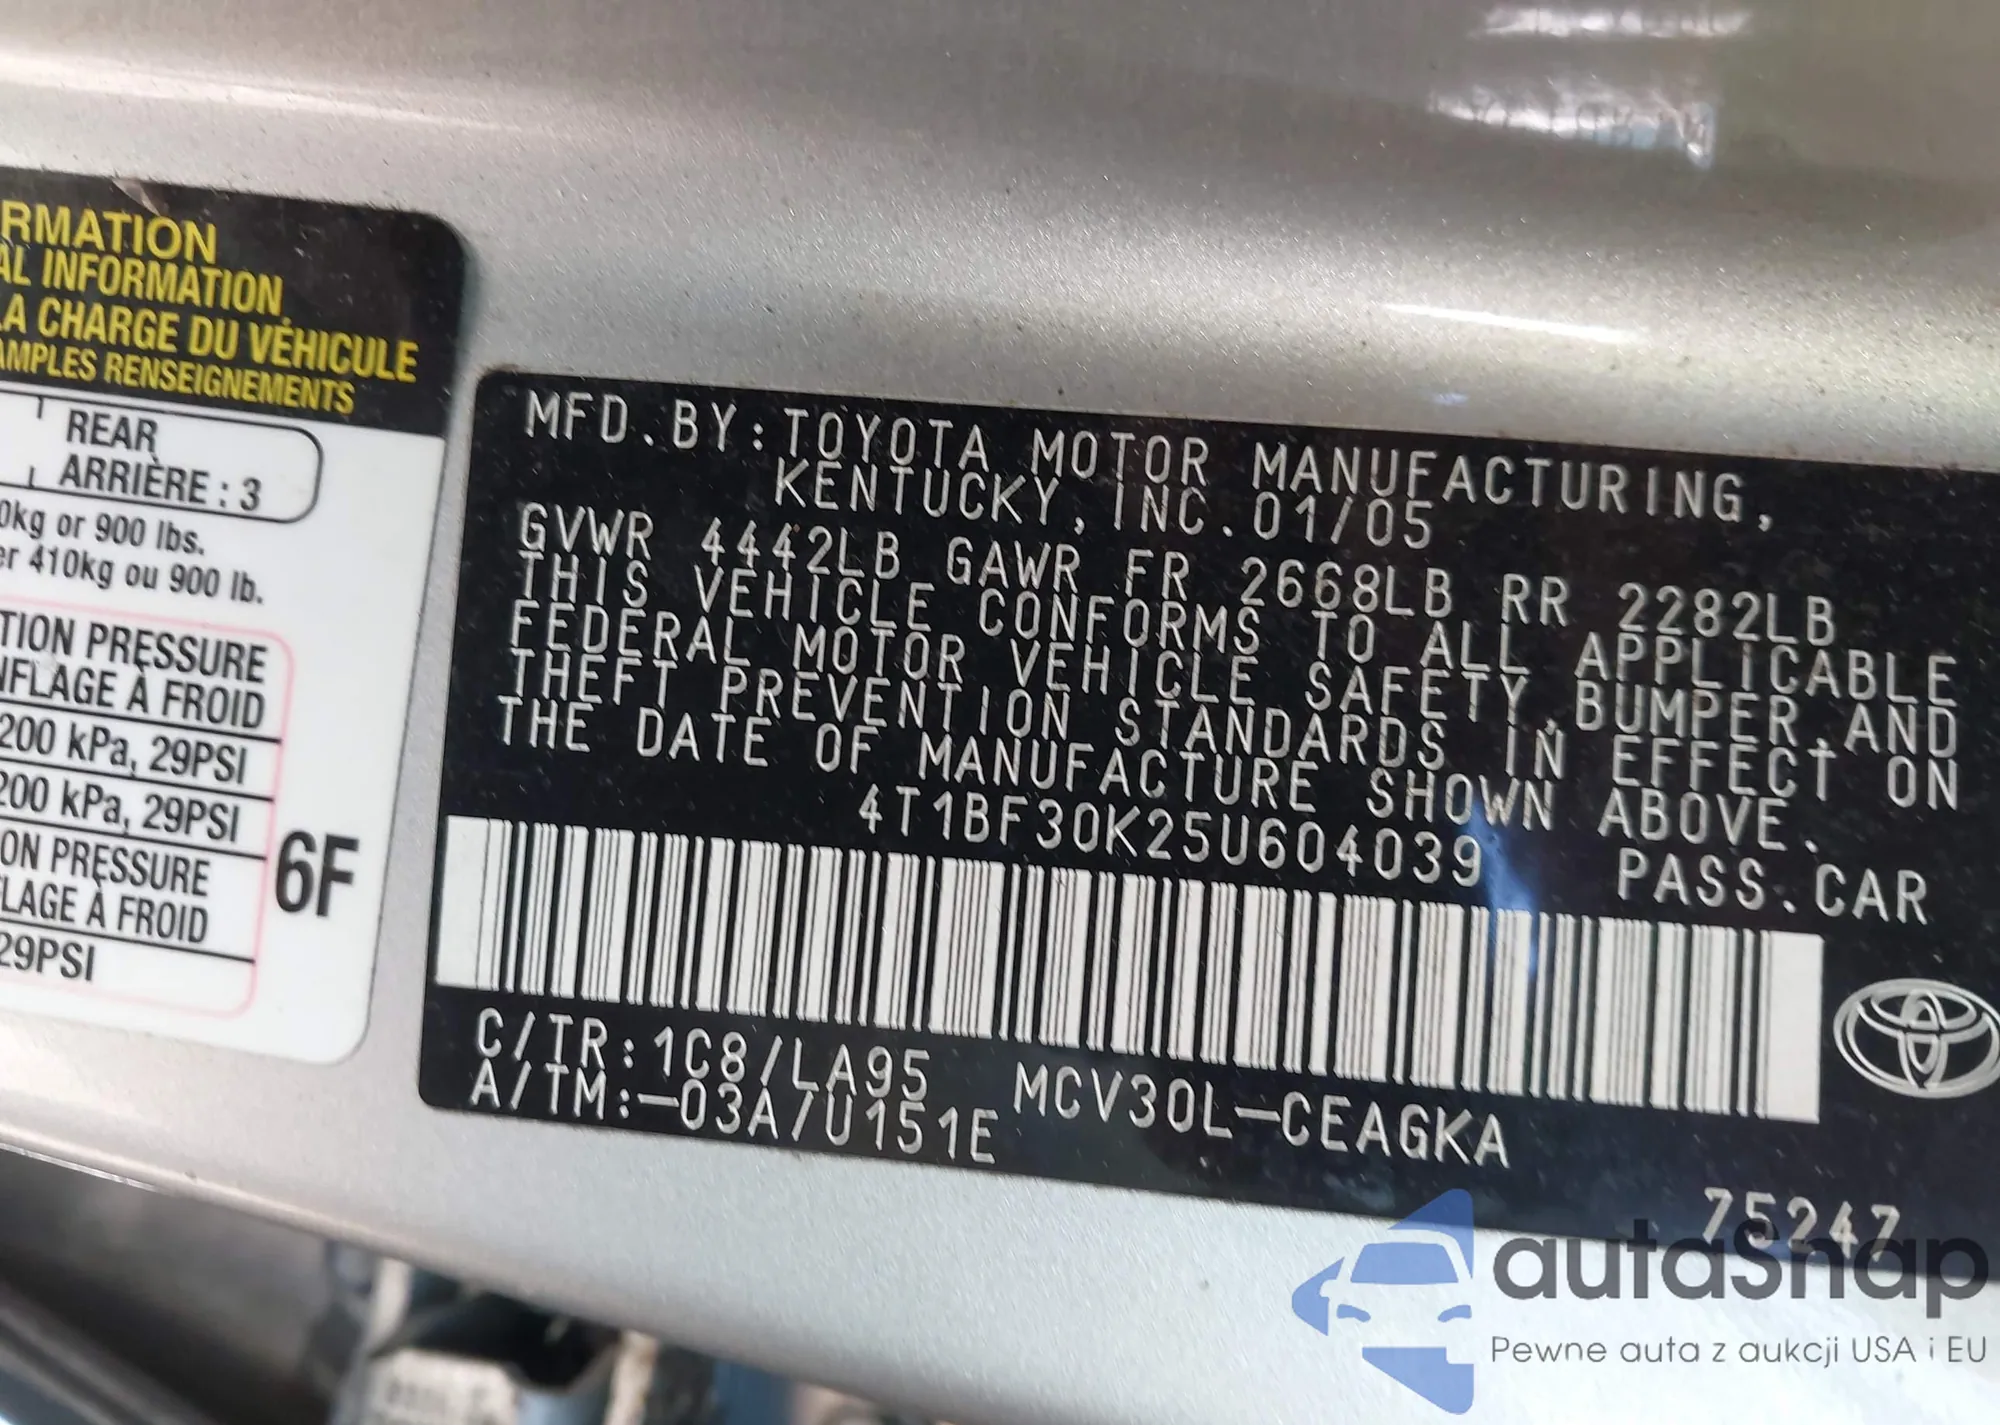 RMATION
AL INFORMATION
LA CHARGE DU VÉHICULE
AMPLES RENSEIGNEMENTS
REAR
ARRIÈRE : 3
0kg or 900 lbs.
er 410kg ou 900 lb.
TION PRESSURE
NFLAGE À FROID
200 kPa, 29PSI
200 kPa, 29PSI
ON PRESSURE
LAGE À FROID
29PSI
6F
MFD.BY:TOYOTA MOTOR MANUFACTURING,
KENTUCKY,INC.01/05
GVWR 4442LB GAWR FR 2668LB RR 2282LB
THIS VEHICLE CONFORMS TO ALL APPLICABLE
FEDERAL MOTOR VEHICLE SAFETY,BUMPER,AND
THEFT PREVENTION STANDARDS IN EFFECT ON
THE DATE OF MANUFACTURE SHOWN ABOVE.
4T1BF30K25U604039 PASS.CAR
C/TR:1C8/LA95 MCV30L-CEAGKA
A/TM:-03A/U151E
75247
autaSnap
Pewne auta z aukcji USA i EU